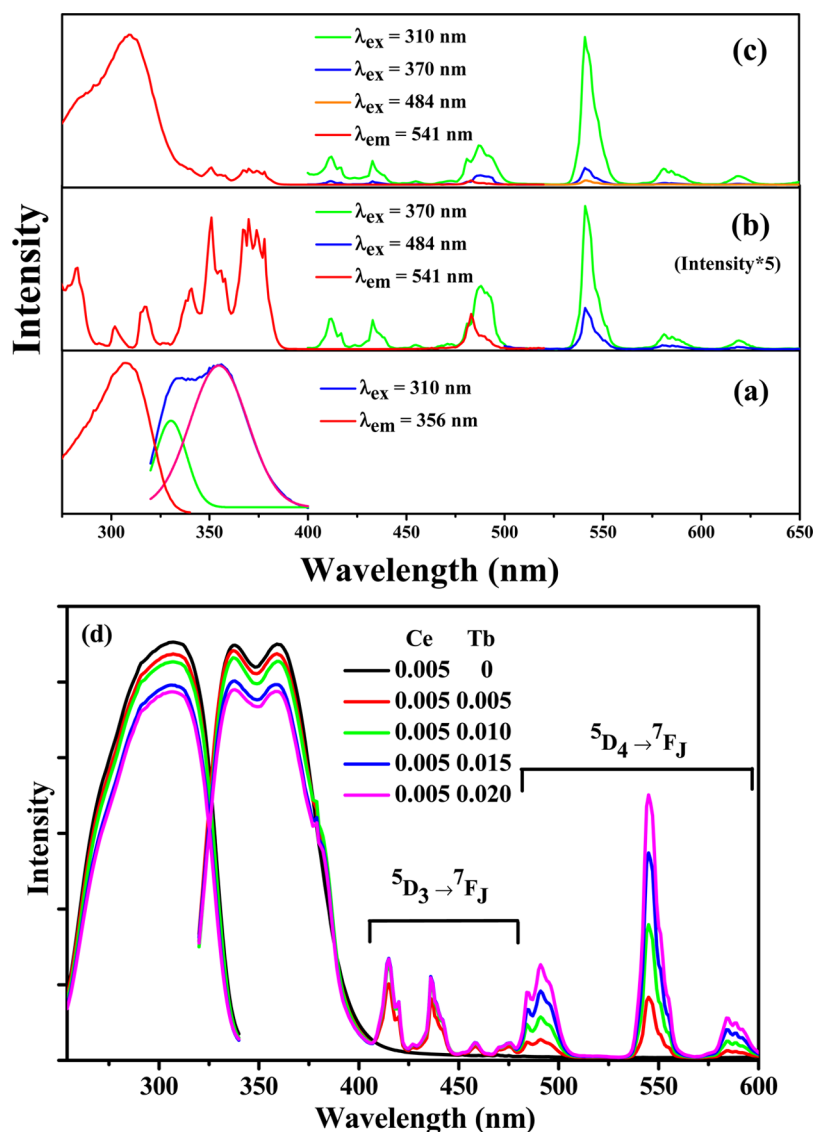 λex = 310 nm
λex = 370 nm
λex = 484 nm
λem = 541 nm
(c)
λex = 370 nm
λex = 484 nm
λem = 541 nm
(b)
(Intensity*5)
λex = 310 nm
λem = 356 nm
(a)
Intensity
300 350 400 450 500 550 600 650
Wavelength (nm)
(d)
Ce Tb
0.005 0
0.005 0.005
0.005 0.010
0.005 0.015
0.005 0.020
⁵D₄→⁷F_J
⁵D₃→⁷F_J
Intensity
300 350 400 450 500 550 600
Wavelength (nm)